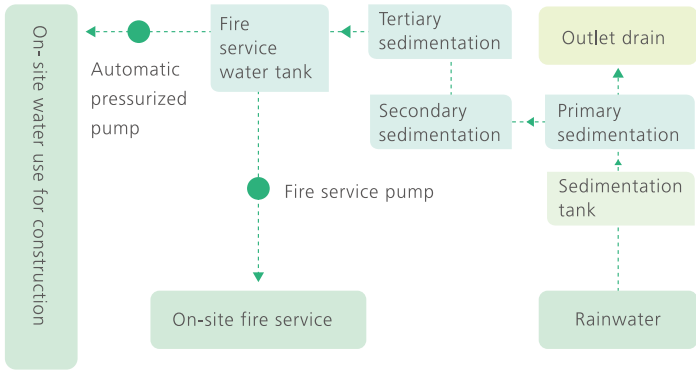 On- site water use for construction
Automatic
pressurized
pump
Fire
service
water tank
Tertiary
sedimentation
Outlet drain
Secondary
sedimentation
Primary
sedimentation
Sedimentation
tank
Fire service pump
On-site fire service
Rainwater